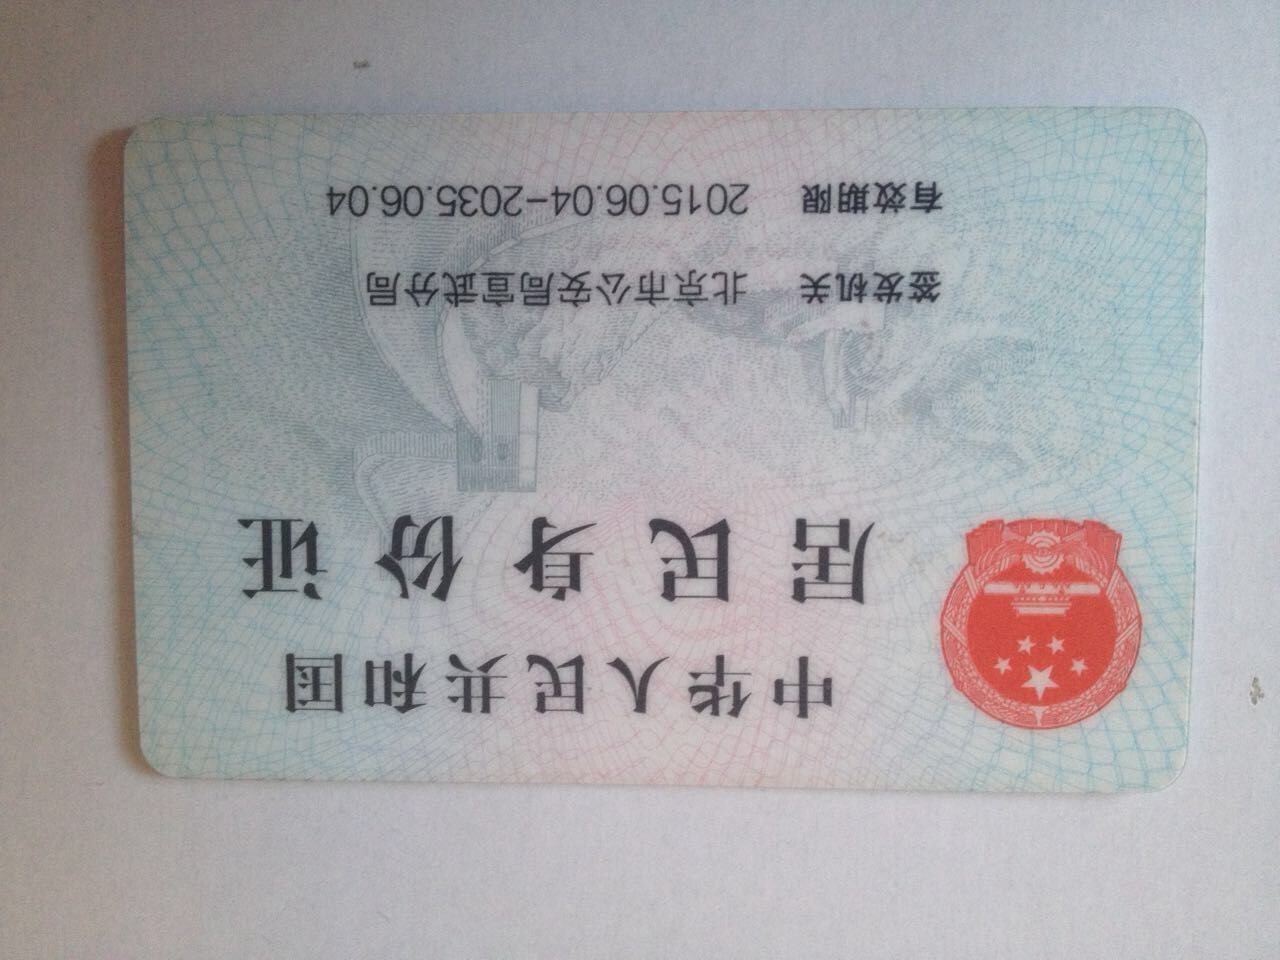 中华人民共和国
居民身份证
签发机关 北京市公安局宣武分局
有效期限 2015.06.04-2035.06.04